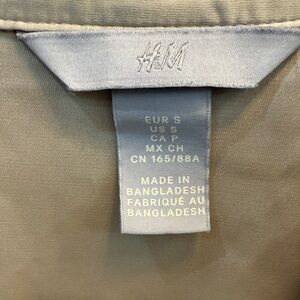 H&M
EUR S
US S
CA P
MX CH
CN 165/88A
MADE IN
BANGLADESH
FABRIQUÉ AU
BANGLADESH